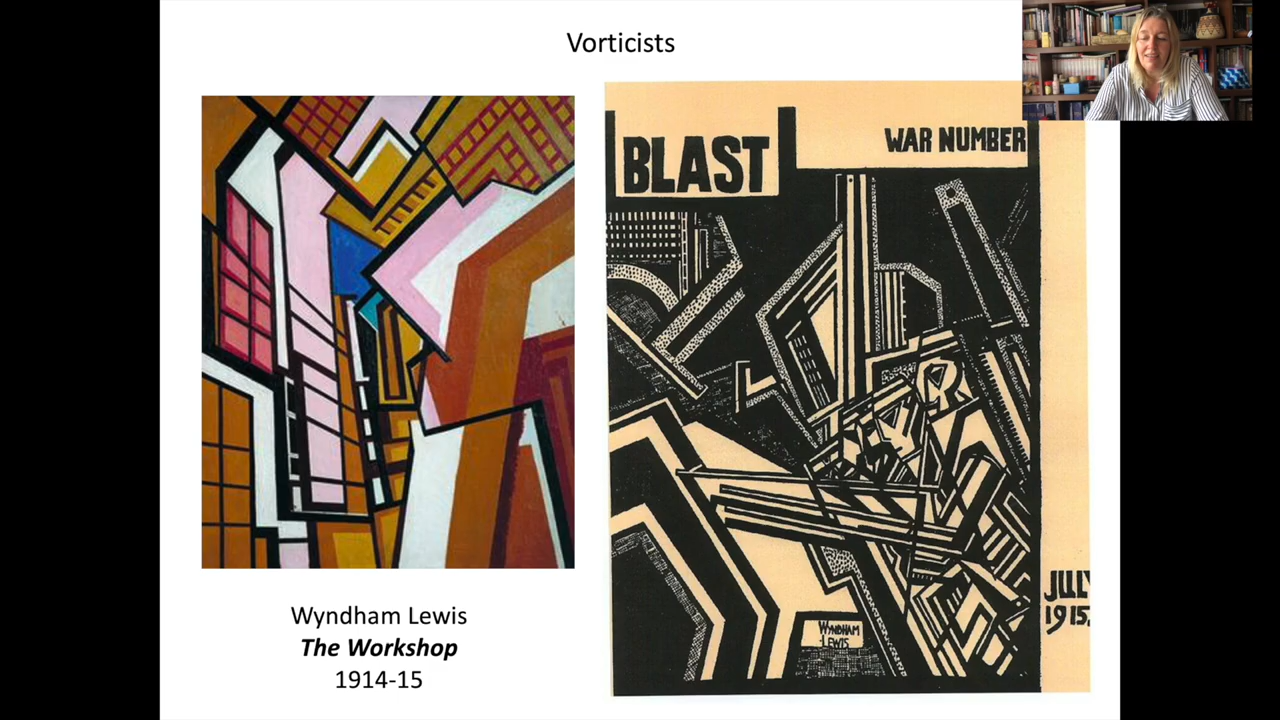 Vorticists
BLAST
WAR NUMBER
JULY
1915.
WYNDHAM
LEWIS
Wyndham Lewis
The Workshop
1914-15